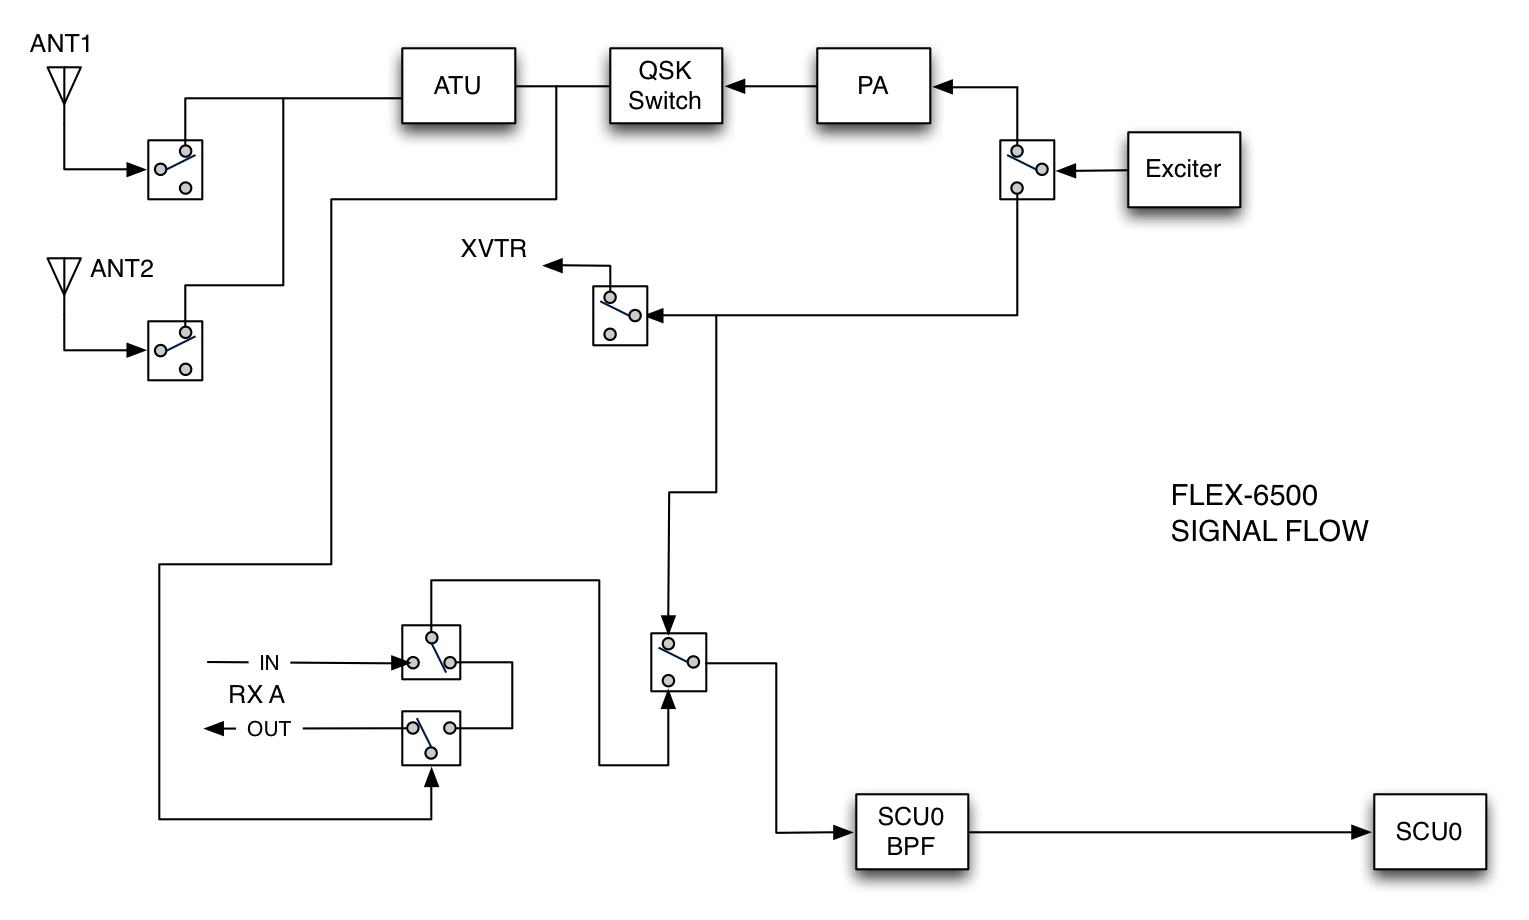 ANT1
ATU
QSK
Switch
PA
Exciter
XVTR
ANT2
FLEX-6500
SIGNAL FLOW
IN
RX A
OUT
SCU0
BPF
SCU0